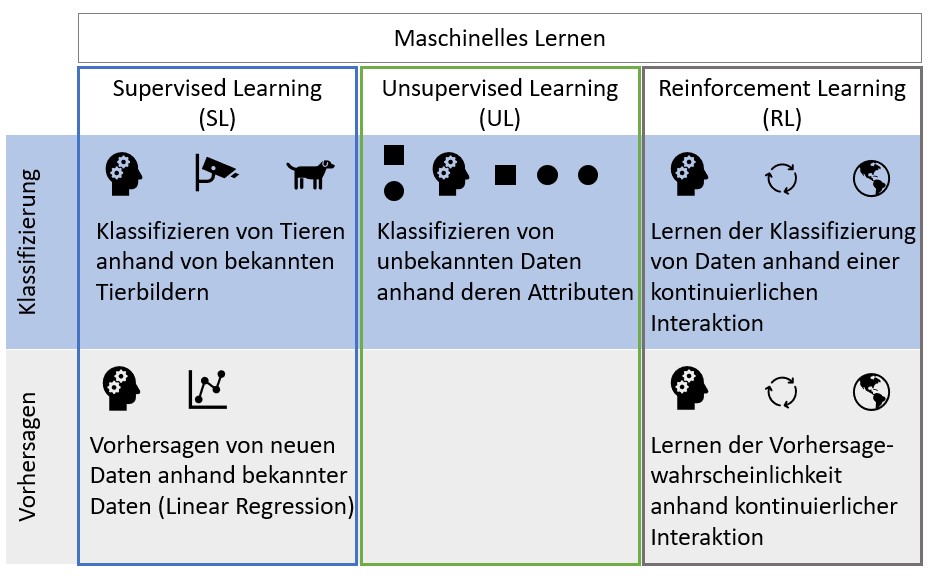 Maschinelles Lernen
Supervised Learning
(SL)
Unsupervised Learning
(UL)
Reinforcement Learning
(RL)
Klassifizierung
Klassifizieren von Tieren
anhand von bekannten
Tierbildern
Klassifizieren von
unbekannten Daten
anhand deren Attributen
Lernen der Klassifizierung
von Daten anhand einer
kontinuierlichen
Interaktion
Vorhersagen
Vorhersagen von neuen
Daten anhand bekannter
Daten (Linear Regression)
Lernen der Vorhersage-
wahrscheinlichkeit
anhand kontinuierlicher
Interaktion